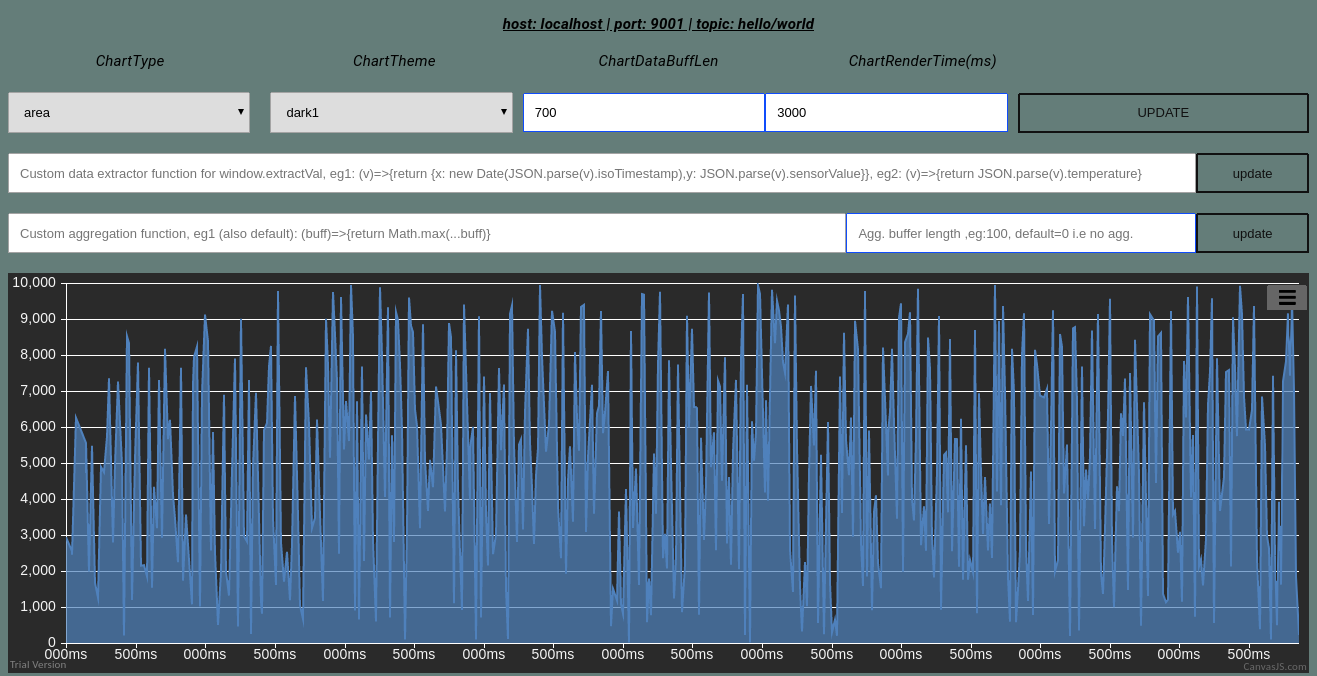 host: localhost | port: 9001 | topic: hello/world
ChartType ChartTheme ChartDataBuffLen ChartRenderTime(ms)
area dark1 700 3000 UPDATE
Custom data extractor function for window.extractVal, eg1: (v)=>{return {x: new Date(JSON.parse(v).isoTimestamp),y: JSON.parse(v).sensorValue}}, eg2: (v)=>{return JSON.parse(v).temperature} update
Custom aggregation function, eg1 (also default): (buff)=>{return Math.max(...buff)} Agg. buffer length ,eg:100, default=0 i.e no agg. update
10,000
9,000
8,000
7,000
6,000
5,000
4,000
3,000
2,000
1,000
0
000ms 500ms 000ms 500ms 000ms 500ms 000ms 500ms 000ms 500ms 000ms 500ms 000ms 500ms 000ms 500ms 000ms 500ms
Trial Version CanvasJS.com